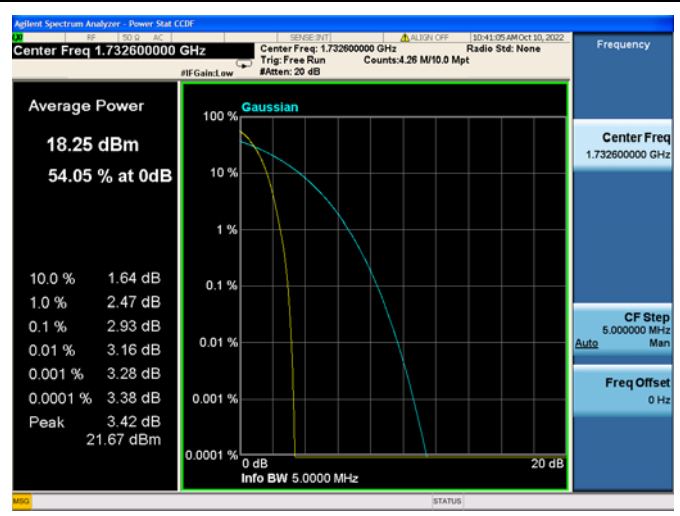 Agilent Spectrum Analyzer - Power Stat CCDF
RF 50 Ω AC SENSE:INT ALIGN OFF 10:41:05 AM Oct 10, 2022
Center Freq 1.732600000 GHz
Center Freq: 1.732600000 GHz Radio Std: None
Trig: Free Run Counts:4.26 M/10.0 Mpt
#IFGain:Low #Atten: 20 dB
Frequency
Average Power
18.25 dBm
54.05 % at 0dB
10.0 % 1.64 dB
1.0 % 2.47 dB
0.1 % 2.93 dB
0.01 % 3.16 dB
0.001 % 3.28 dB
0.0001 % 3.38 dB
Peak 3.42 dB
21.67 dBm
Gaussian
100 %
10 %
1 %
0.1 %
0.01 %
0.001 %
0.0001 %
0 dB 20 dB
Info BW 5.0000 MHz
Center Freq
1.732600000 GHz
CF Step
5.000000 MHz
Auto Man
Freq Offset
0 Hz
MSG STATUS